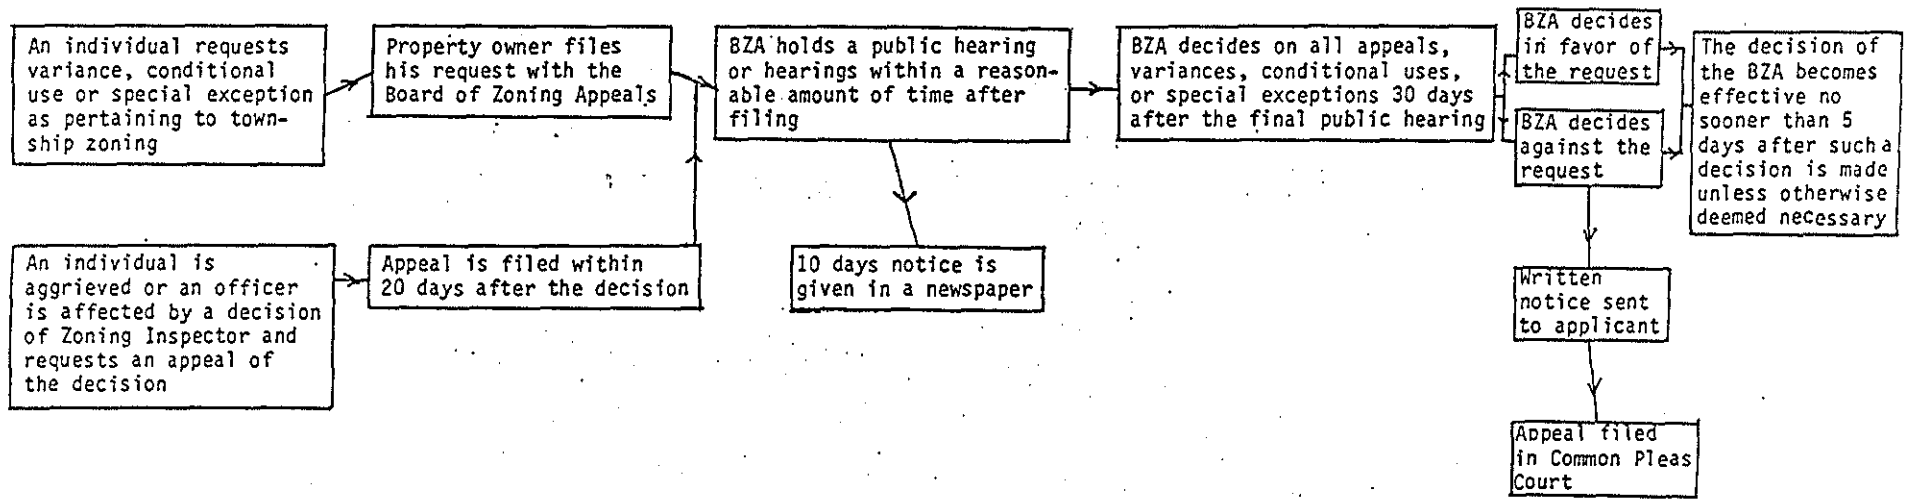 An individual requests
variance, conditional
use or special exception
as pertaining to town-
ship zoning
Property owner files
his request with the
Board of Zoning Appeals
BZA holds a public hearing
or hearings within a reason-
able amount of time after
filing
BZA decides on all appeals,
variances, conditional uses,
or special exceptions 30 days
after the final public hearing
BZA decides
in favor of
the request
BZA decides
against the
request
The decision of
the BZA becomes
effective no
sooner than 5
days after such a
decision is made
unless otherwise
deemed necessary
An individual is
aggrieved or an officer
is affected by a decision
of Zoning Inspector and
requests an appeal of
the decision
Appeal is filed within
20 days after the decision
10 days notice is
given in a newspaper
Written
notice sent
to applicant
Appeal filed
in Common Pleas
Court